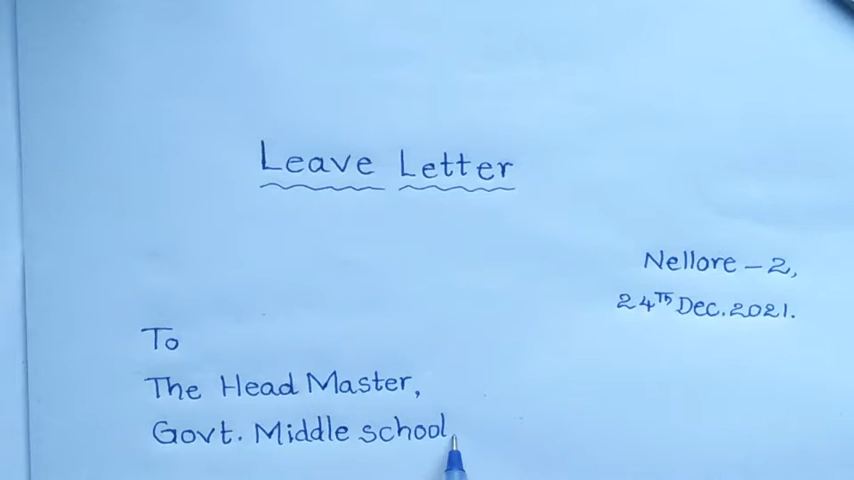 Leave Letter
Nellore - 2,
24Th Dec. 2021.
To
The Head Master,
Govt. Middle school,